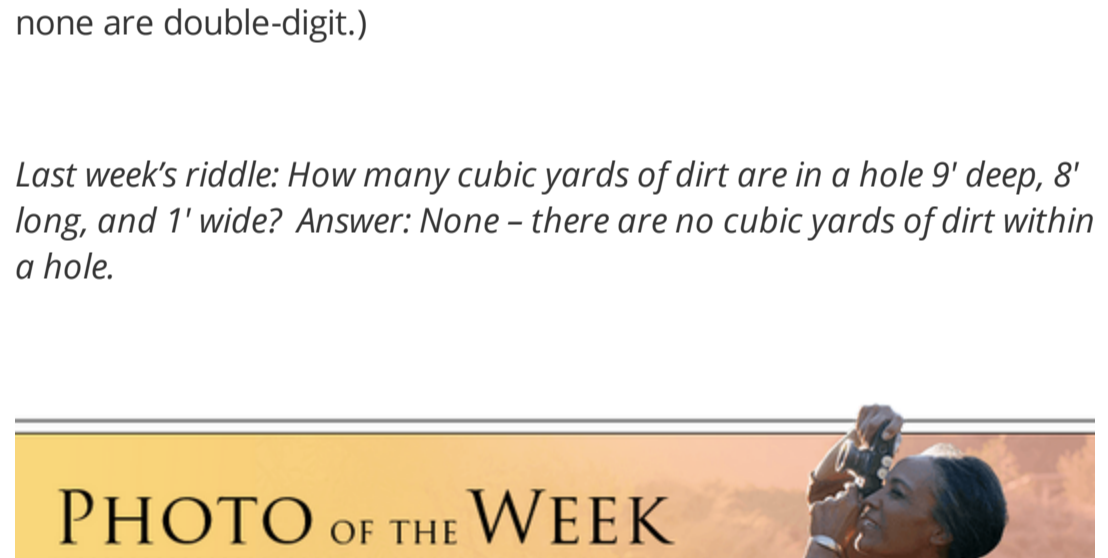 none are double-digit.)
Last week’s riddle: How many cubic yards of dirt are in a hole 9' deep, 8'
long, and 1' wide?  Answer: None – there are no cubic yards of dirt within
a hole.
PHOTO OF THE WEEK